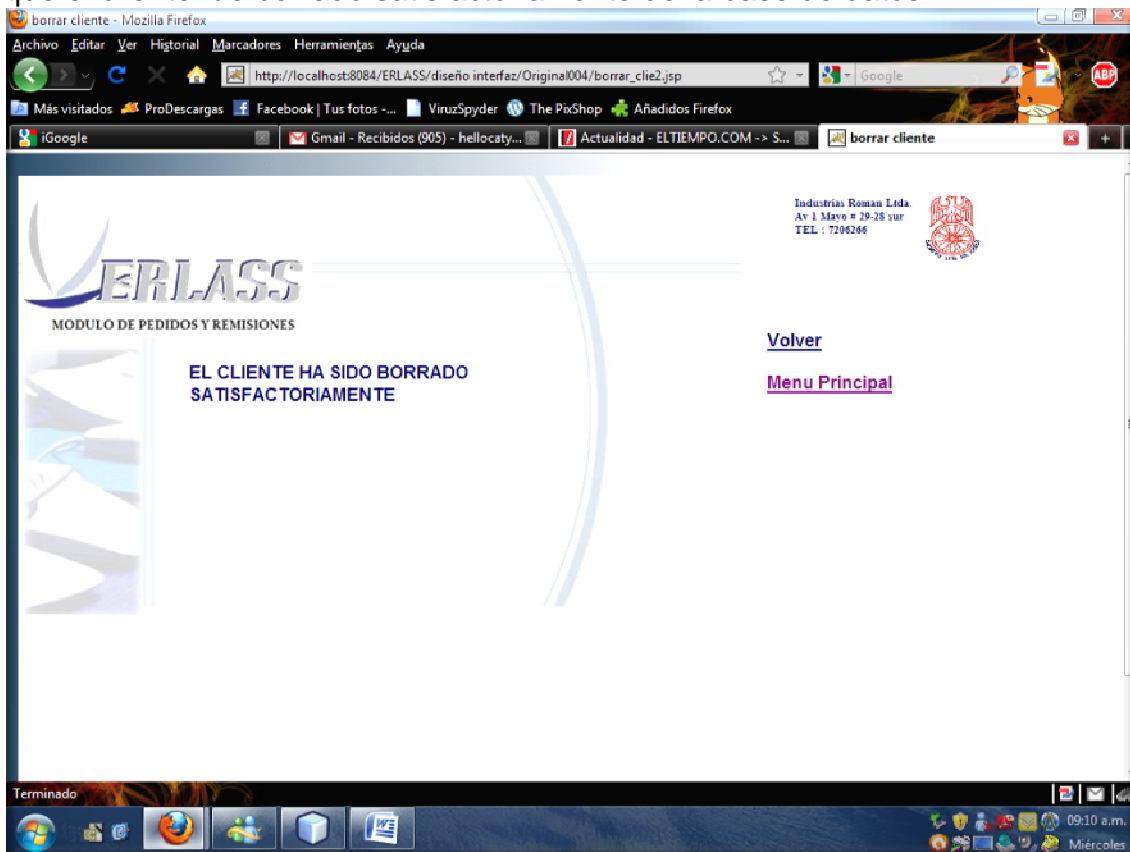 borrar cliente - Mozilla Firefox
Archivo Editar Ver Historial Marcadores Herramientas Ayuda
http://localhost:8084/ERLASS/diseño interfaz/Original004/borrar_clie2.jsp
Google
ABP
Más visitados ProDescargas Facebook | Tus fotos -... ViruzSpyder The PixShop Añadidos Firefox
iGoogle Gmail - Recibidos (905) - hellocaty... Actualidad - ELTIEMPO.COM -> S... borrar cliente
Industrias Roman Ltda.
Av 1 Mayo # 29-28 sur
TEL : 7206266
ERLASS
MODULO DE PEDIDOS Y REMISIONES
Volver
EL CLIENTE HA SIDO BORRADO
SATISFACTORIAMENTE
Menu Principal
Terminado
09:10 a.m.
Miércoles